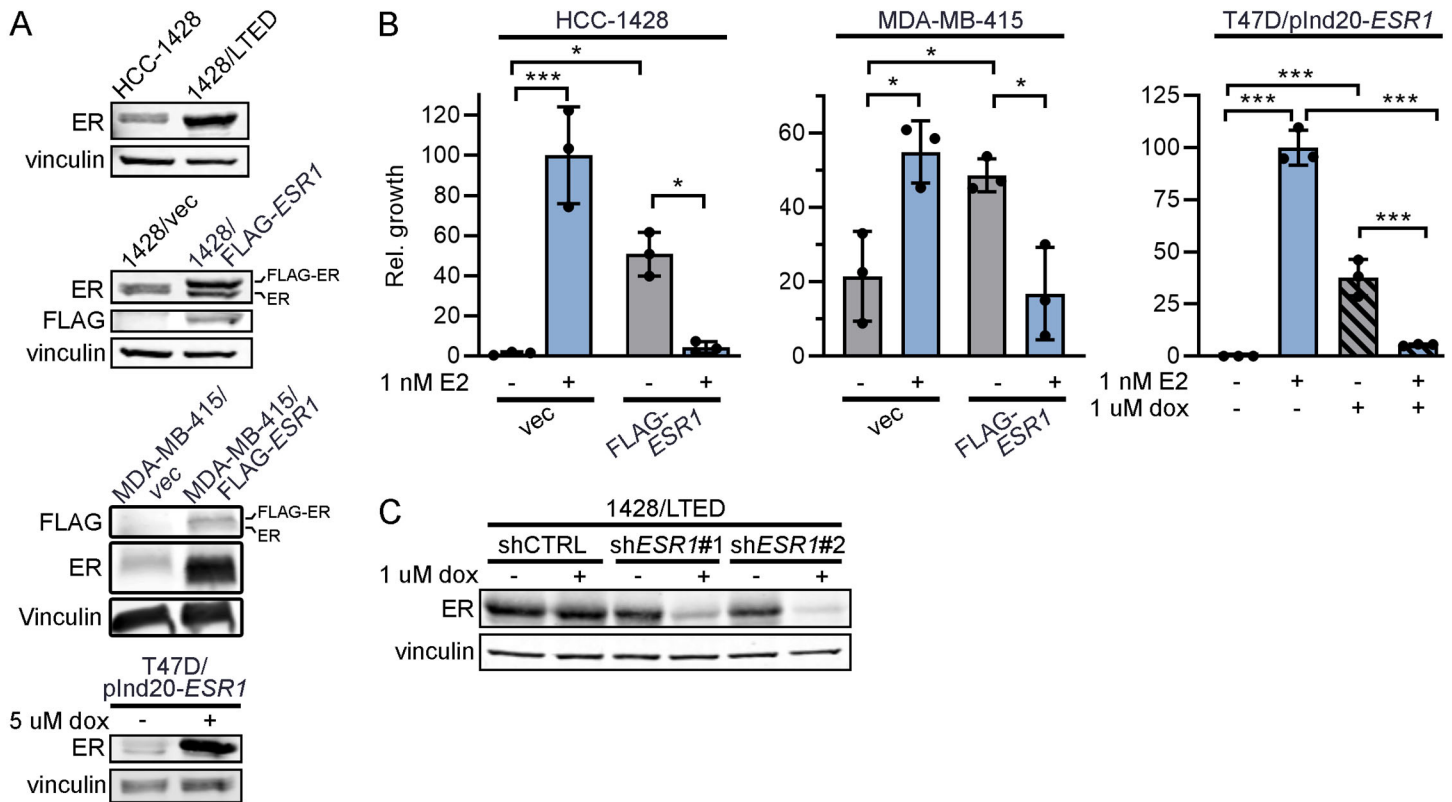 A
HCC-1428
1428/LTED
ER
vinculin
1428/vec
1428/
FLAG-ESR1
ER
FLAG-ER
ER
FLAG
vinculin
MDA-MB-415/
vec
MDA-MB-415/
FLAG-ESR1
FLAG
FLAG-ER
ER
ER
Vinculin
T47D/
pInd20-ESR1
5 uM dox - +
ER
vinculin
B
HCC-1428
Rel. growth
120
100
80
60
40
20
0
* *** *
1 nM E2 - + - +
vec
FLAG-
ESR1
MDA-MB-415
60
40
20
0
* * *
- + - +
vec
FLAG-
ESR1
T47D/pInd20-ESR1
125
100
75
50
25
0
*** *** *** ***
1 nM E2 - + - +
1 uM dox - - + +
C
1428/LTED
shCTRL shESR1#1 shESR1#2
1 uM dox - + - + - +
ER
vinculin